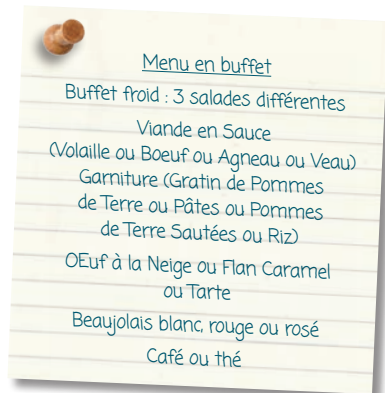 Menu en buffet
Buffet froid : 3 salades différentes
Viande en Sauce
(Volaille ou Boeuf ou Agneau ou Veau)
Garniture (Gratin de Pommes
de Terre ou Pâtes ou Pommes
de Terre Sautées ou Riz)
OEuf à la Neige ou Flan Caramel
ou Tarte
Beaujolais blanc, rouge ou rosé
Café ou thé